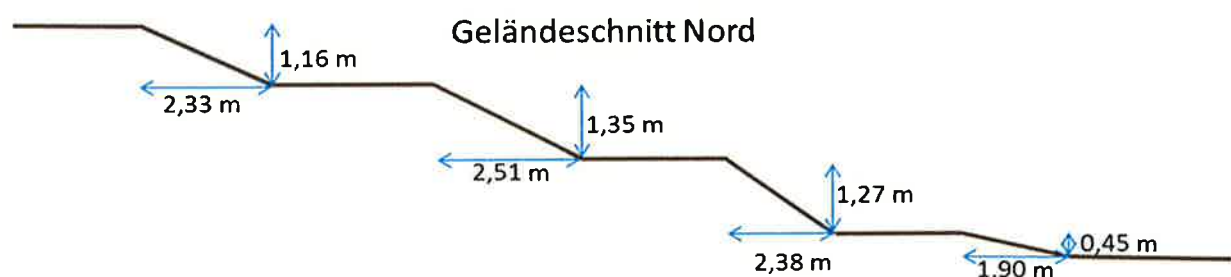 Geländeschnitt Nord
1,16 m
2,33 m
1,35 m
2,51 m
1,27 m
2,38 m
0,45 m
1,90 m